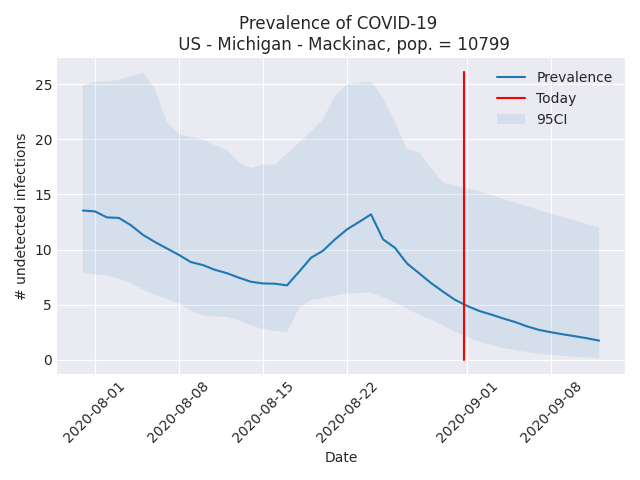 Prevalence of COVID-19
US - Michigan - Mackinac, pop. = 10799
# undetected infections
25
20
15
10
5
0
Prevalence
Today
95CI
2020-08-01
2020-08-08
2020-08-15
2020-08-22
2020-09-01
2020-09-08
Date